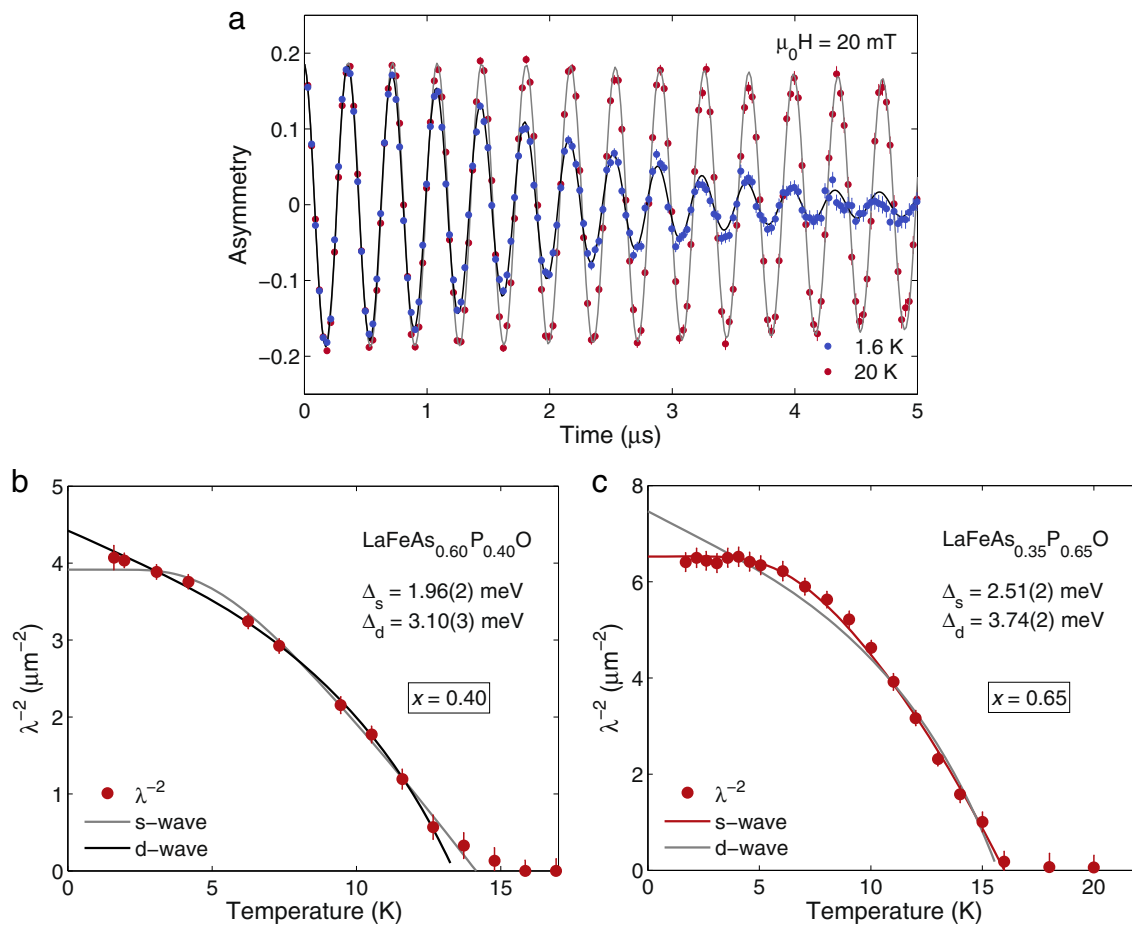 a
μ₀H = 20 mT
0.2
0.1
0
−0.1
−0.2
Asymmetry
1.6 K
20 K
0 1 2 3 4 5
Time (μs)
b
5
4
3
2
1
0
λ⁻² (μm⁻²)
LaFeAs₀.₆₀P₀.₄₀O
Δₛ = 1.96(2) meV
Δ_d = 3.10(3) meV
x = 0.40
λ⁻²
s−wave
d−wave
0 5 10 15
Temperature (K)
c
8
6
4
2
0
λ⁻² (μm⁻²)
LaFeAs₀.₃₅P₀.₆₅O
Δₛ = 2.51(2) meV
Δ_d = 3.74(2) meV
x = 0.65
λ⁻²
s−wave
d−wave
0 5 10 15 20
Temperature (K)